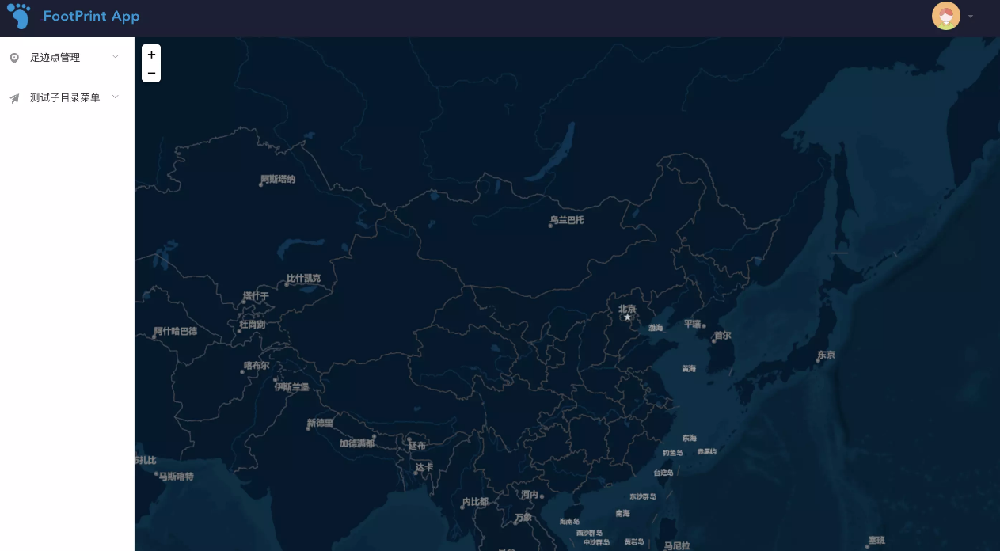 FootPrint App
足迹点管理
测试子目录菜单
+
−
阿斯塔纳
乌兰巴托
比什凯克
塔什干
北京
杜尚别
平壤
渤海
阿什哈巴德
首尔
东京
喀布尔
黄海
伊斯兰堡
新德里
东海
加德满都
廷布
钓鱼岛
赤尾屿
布扎比
达卡
台湾岛
马斯喀特
河内
东沙群岛
内比都
南海
万象
海南岛
西沙群岛
塞班
中沙群岛
黄岩岛
马尼拉